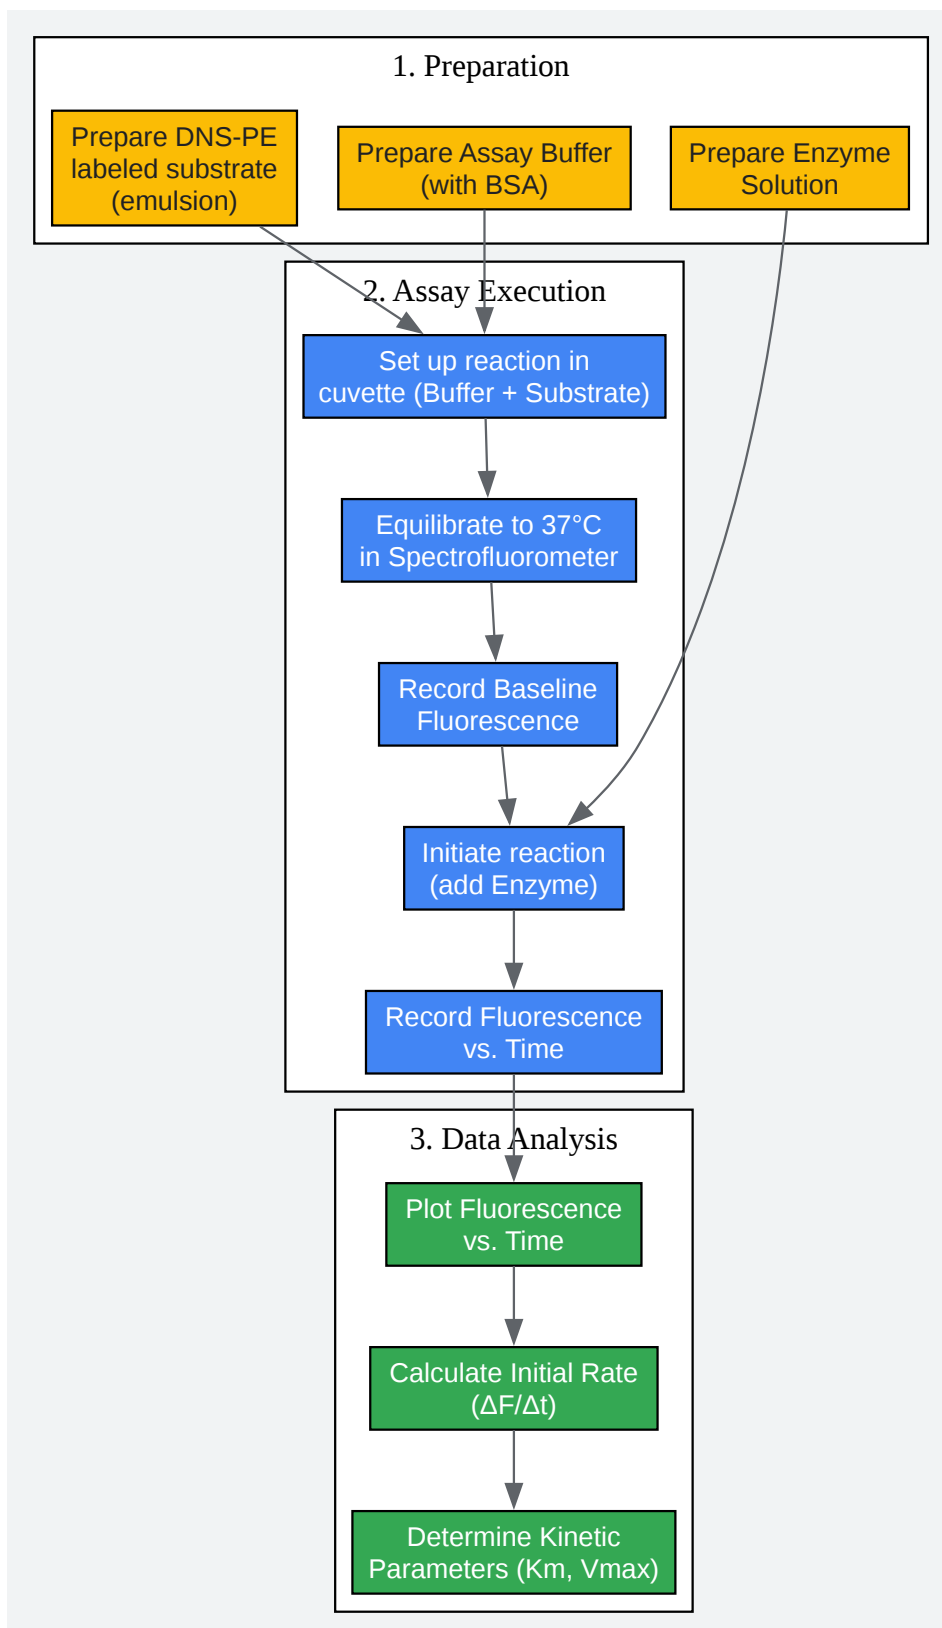 1. Preparation
Prepare DNS-PE
labeled substrate
(emulsion)
Prepare Assay Buffer
(with BSA)
Prepare Enzyme
Solution
2. Assay Execution
Set up reaction in
cuvette (Buffer + Substrate)
Equilibrate to 37°C
in Spectrofluorometer
Record Baseline
Fluorescence
Initiate reaction
(add Enzyme)
Record Fluorescence
vs. Time
3. Data Analysis
Plot Fluorescence
vs. Time
Calculate Initial Rate
(ΔF/Δt)
Determine Kinetic
Parameters (Km, Vmax)